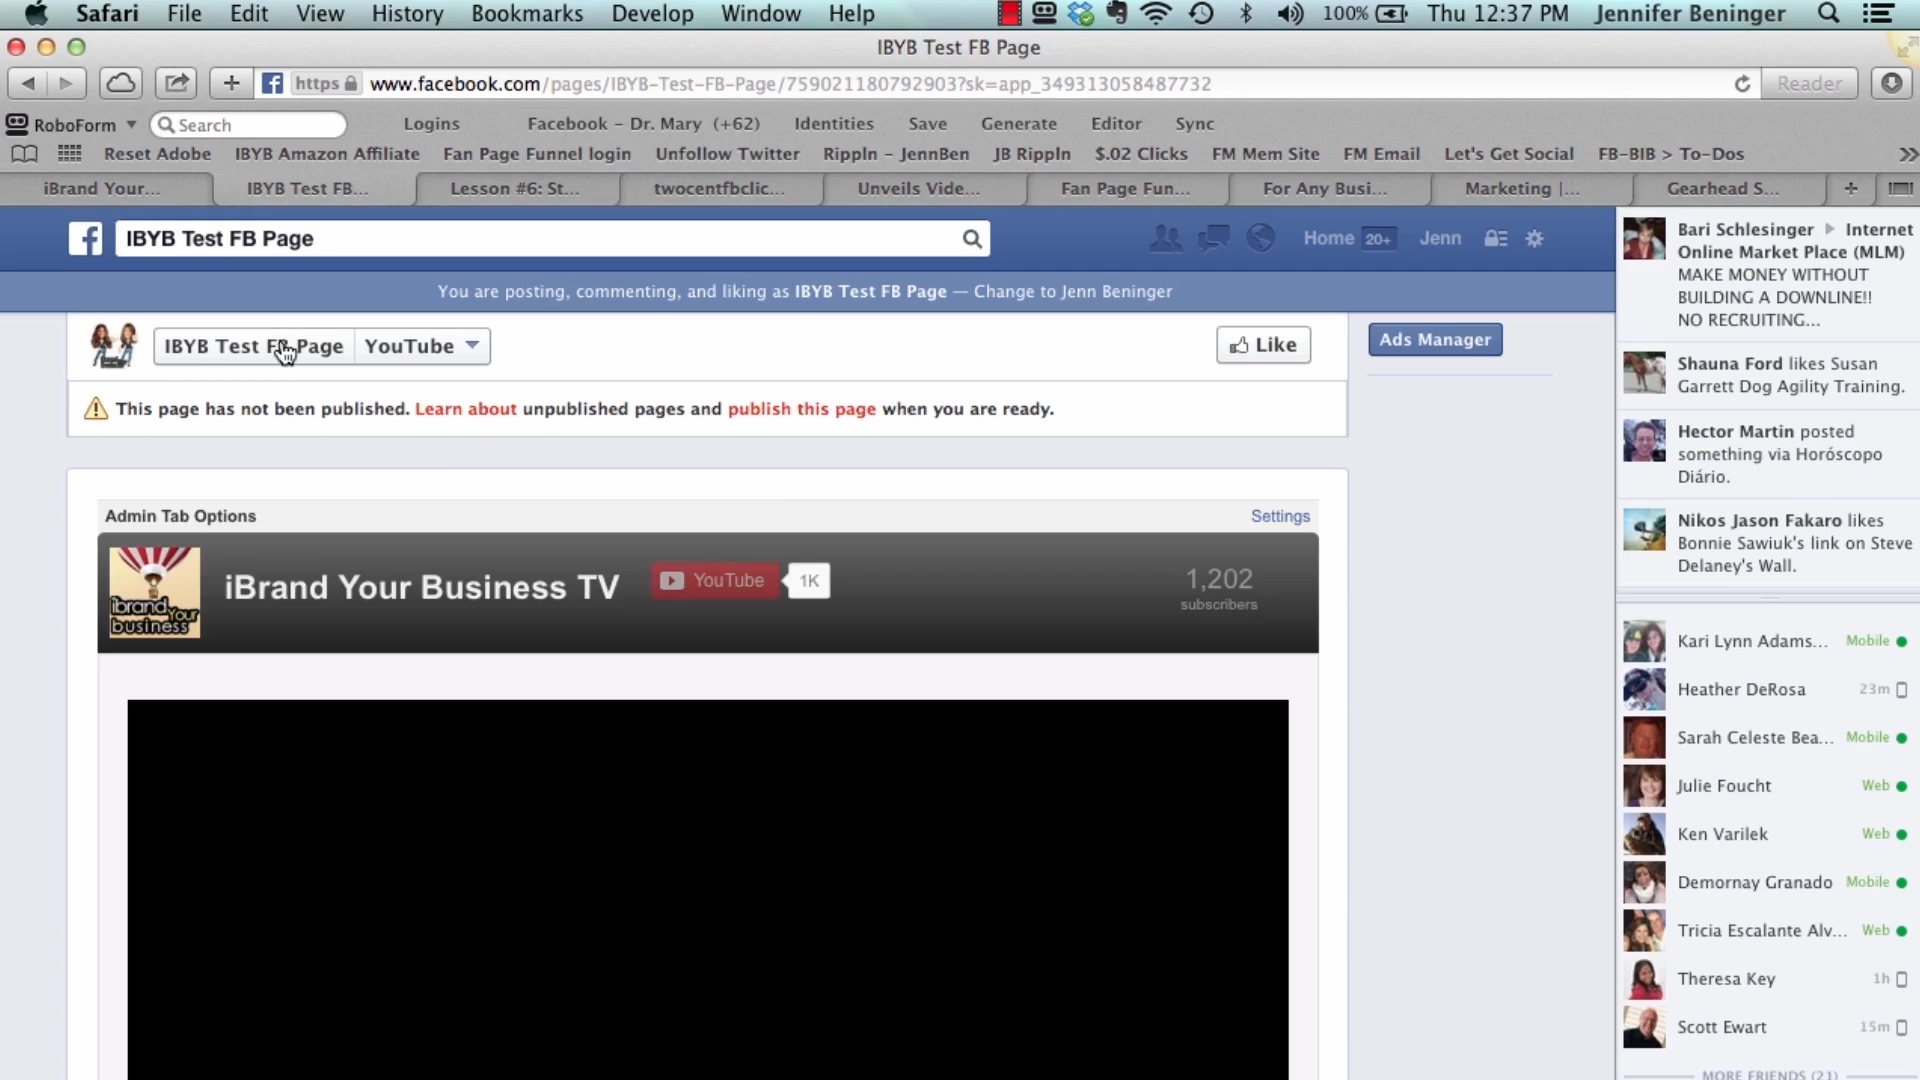 Safari File Edit View History Bookmarks Develop Window Help 100% Thu 12:37 PM Jennifer Beninger
IBYB Test FB Page
https www.facebook.com/pages/IBYB-Test-FB-Page/759021180792903?sk=app_349313058487732 Reader
RoboForm Search Logins Facebook - Dr. Mary (+62) Identities Save Generate Editor Sync
Reset Adobe IBYB Amazon Affiliate Fan Page Funnel login Unfollow Twitter Rippln - JennBen JB Rippln $.02 Clicks FM Mem Site FM Email Let's Get Social FB-BIB > To-Dos
iBrand Your... IBYB Test FB... Lesson #6: St... twocentfbclic... Unveils Vide... Fan Page Fun... For Any Busi... Marketing |... Gearhead S...
IBYB Test FB Page Home 20+ Jenn
You are posting, commenting, and liking as IBYB Test FB Page — Change to Jenn Beninger
IBYB Test FB Page YouTube Like Ads Manager
This page has not been published. Learn about unpublished pages and publish this page when you are ready.
Admin Tab Options Settings
ibrand Your business
iBrand Your Business TV YouTube 1K 1,202
subscribers
Bari Schlesinger ▶ Internet
Online Market Place (MLM)
MAKE MONEY WITHOUT
BUILDING A DOWNLINE!!
NO RECRUITING...
Shauna Ford likes Susan
Garrett Dog Agility Training.
Hector Martin posted
something via Horóscopo
Diário.
Nikos Jason Fakaro likes
Bonnie Sawiuk's link on Steve
Delaney's Wall.
Kari Lynn Adams... Mobile
Heather DeRosa 23m
Sarah Celeste Bea... Mobile
Julie Foucht Web
Ken Varilek Web
Demornay Granado Mobile
Tricia Escalante Alv... Web
Theresa Key 1h
Scott Ewart 15m
MORE FRIENDS (21)